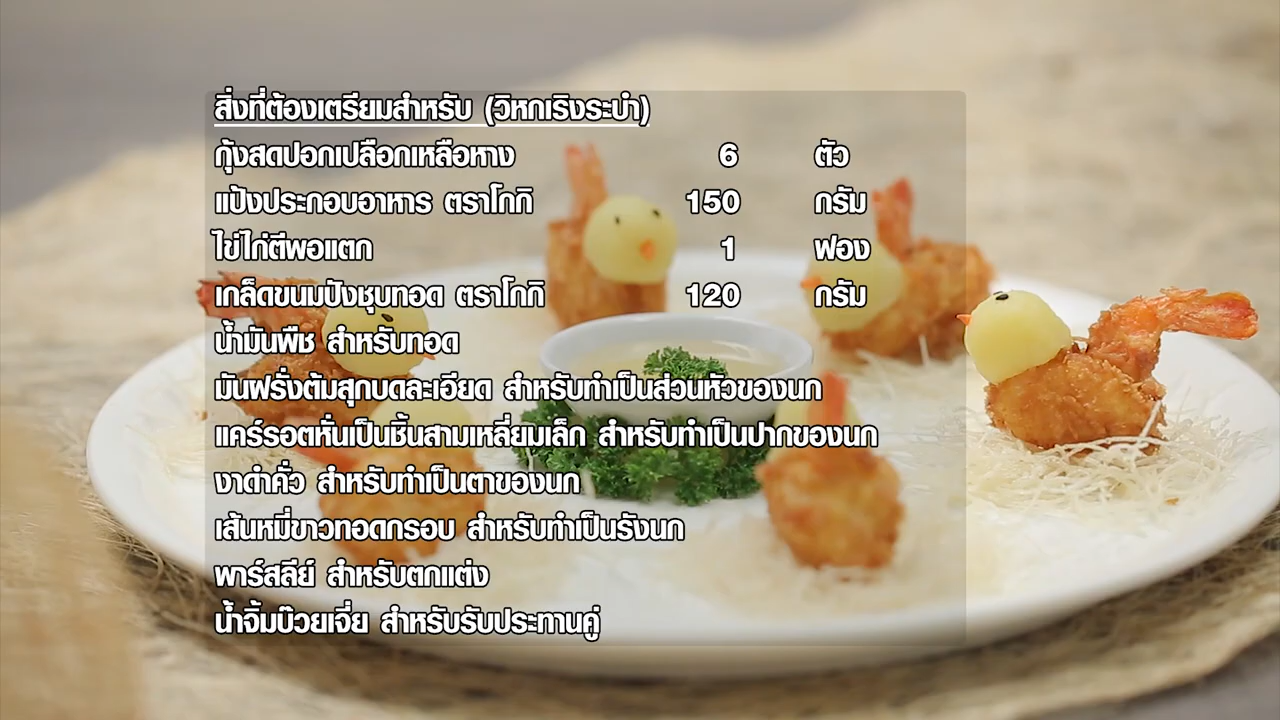 สิ่งที่ต้องเตรียมสำหรับ (วิหกเริงระบำ)
กุ้งสดปอกเปลือกเหลือหาง 6 ตัว
แป้งประกอบอาหาร ตราโกกิ 150 กรัม
ไข่ไก่ตีพอแตก 1 ฟอง
เกล็ดขนมปังชุบทอด ตราโกกิ 120 กรัม
น้ำมันพืช สำหรับทอด
มันฝรั่งต้มสุกบดละเอียด สำหรับทำเป็นส่วนหัวของนก
แคร์รอตหั่นเป็นชิ้นสามเหลี่ยมเล็ก สำหรับทำเป็นปากของนก
งาดำคั่ว สำหรับทำเป็นตาของนก
เส้นหมี่ขาวทอดกรอบ สำหรับทำเป็นรังนก
พาร์สลีย์ สำหรับตกแต่ง
น้ำจิ้มบ๊วยเจี่ย สำหรับรับประทานคู่